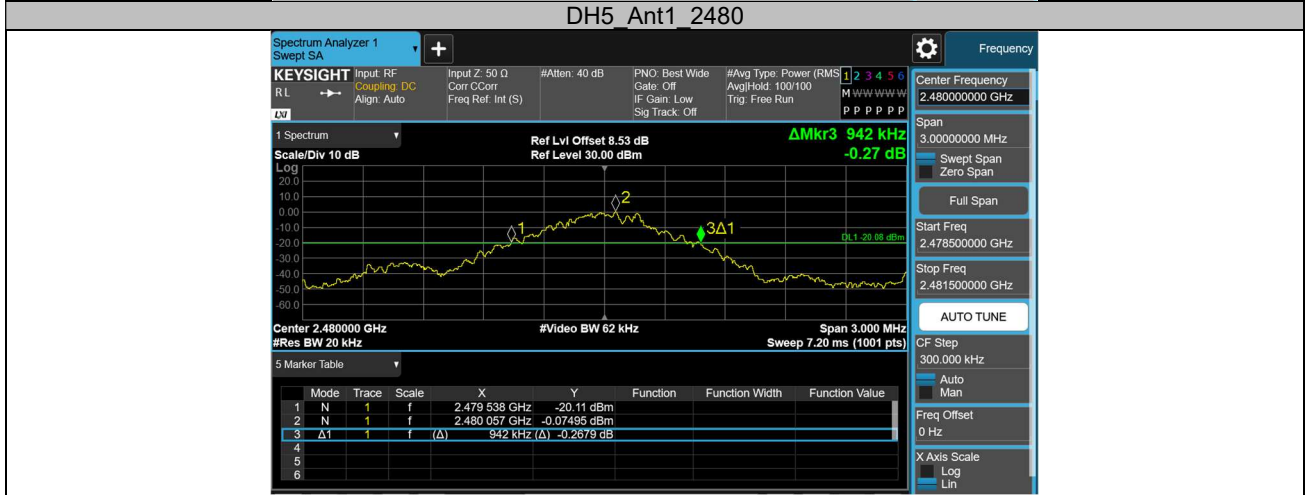 DH5_Ant1_2480
Spectrum Analyzer 1
Swept SA
+
Frequency
KEYSIGHT
RL
LXI
Input: RF
Coupling: DC
Align: Auto
Input Z: 50 Ω
Corr CCorr
Freq Ref: Int (S)
#Atten: 40 dB
PNO: Best Wide
Gate: Off
IF Gain: Low
Sig Track: Off
#Avg Type: Power (RMS
Avg|Hold: 100/100
Trig: Free Run
1 2 3 4 5 6
M W W W W W
P P P P P P
1 Spectrum
Scale/Div 10 dB
Ref Lvl Offset 8.53 dB
Ref Level 30.00 dBm
ΔMkr3 942 kHz
-0.27 dB
Log
20.0
10.0
0.00
-10.0
-20.0
-30.0
-40.0
-50.0
-60.0
1
2
3Δ1
DL1 -20.08 dBm
Center 2.480000 GHz
#Res BW 20 kHz
#Video BW 62 kHz
Span 3.000 MHz
Sweep 7.20 ms (1001 pts)
5 Marker Table
Mode Trace Scale X Y Function Function Width Function Value
1 N 1 f 2.479 538 GHz -20.11 dBm
2 N 1 f 2.480 057 GHz -0.07495 dBm
3 Δ1 1 f (Δ) 942 kHz (Δ) -0.2679 dB
4
5
6
Center Frequency
2.480000000 GHz
Span
3.00000000 MHz
Swept Span
Zero Span
Full Span
Start Freq
2.478500000 GHz
Stop Freq
2.481500000 GHz
AUTO TUNE
CF Step
300.000 kHz
Auto
Man
Freq Offset
0 Hz
X Axis Scale
Log
Lin